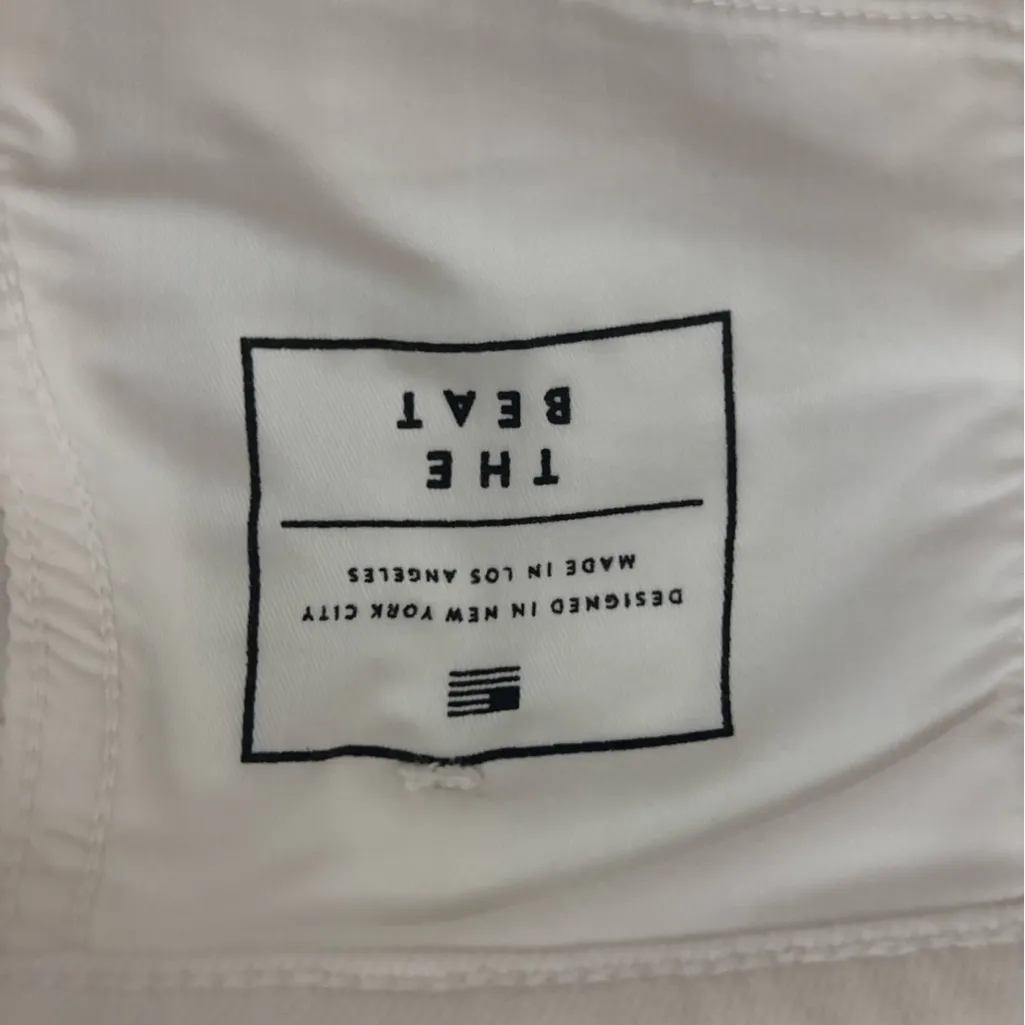 DESIGNED IN NEW YORK CITY
MADE IN LOS ANGELES
THE
BEAT